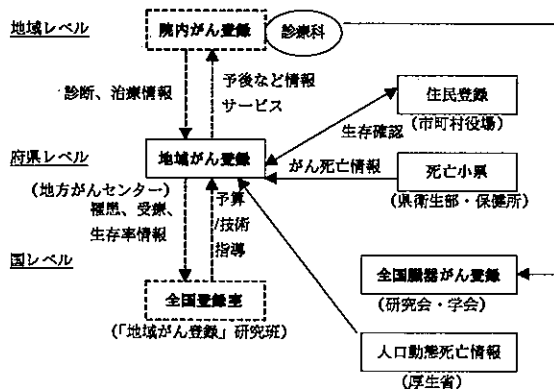 地域レベル
院内がん登録
診療科
診断、治療情報
予後など情報
サービス
住民登録
(市町村役場)
生存確認
府県レベル
地域がん登録
がん死亡情報
死亡小票
(県衛生部・保健所)
(地方がんセンター)
罹患、受療、
生存率情報
予算
/技術
指導
国レベル
全国登録室
(「地域がん登録」研究班)
全国臓器がん登録
(研究会・学会)
人口動態死亡情報
(厚生省)